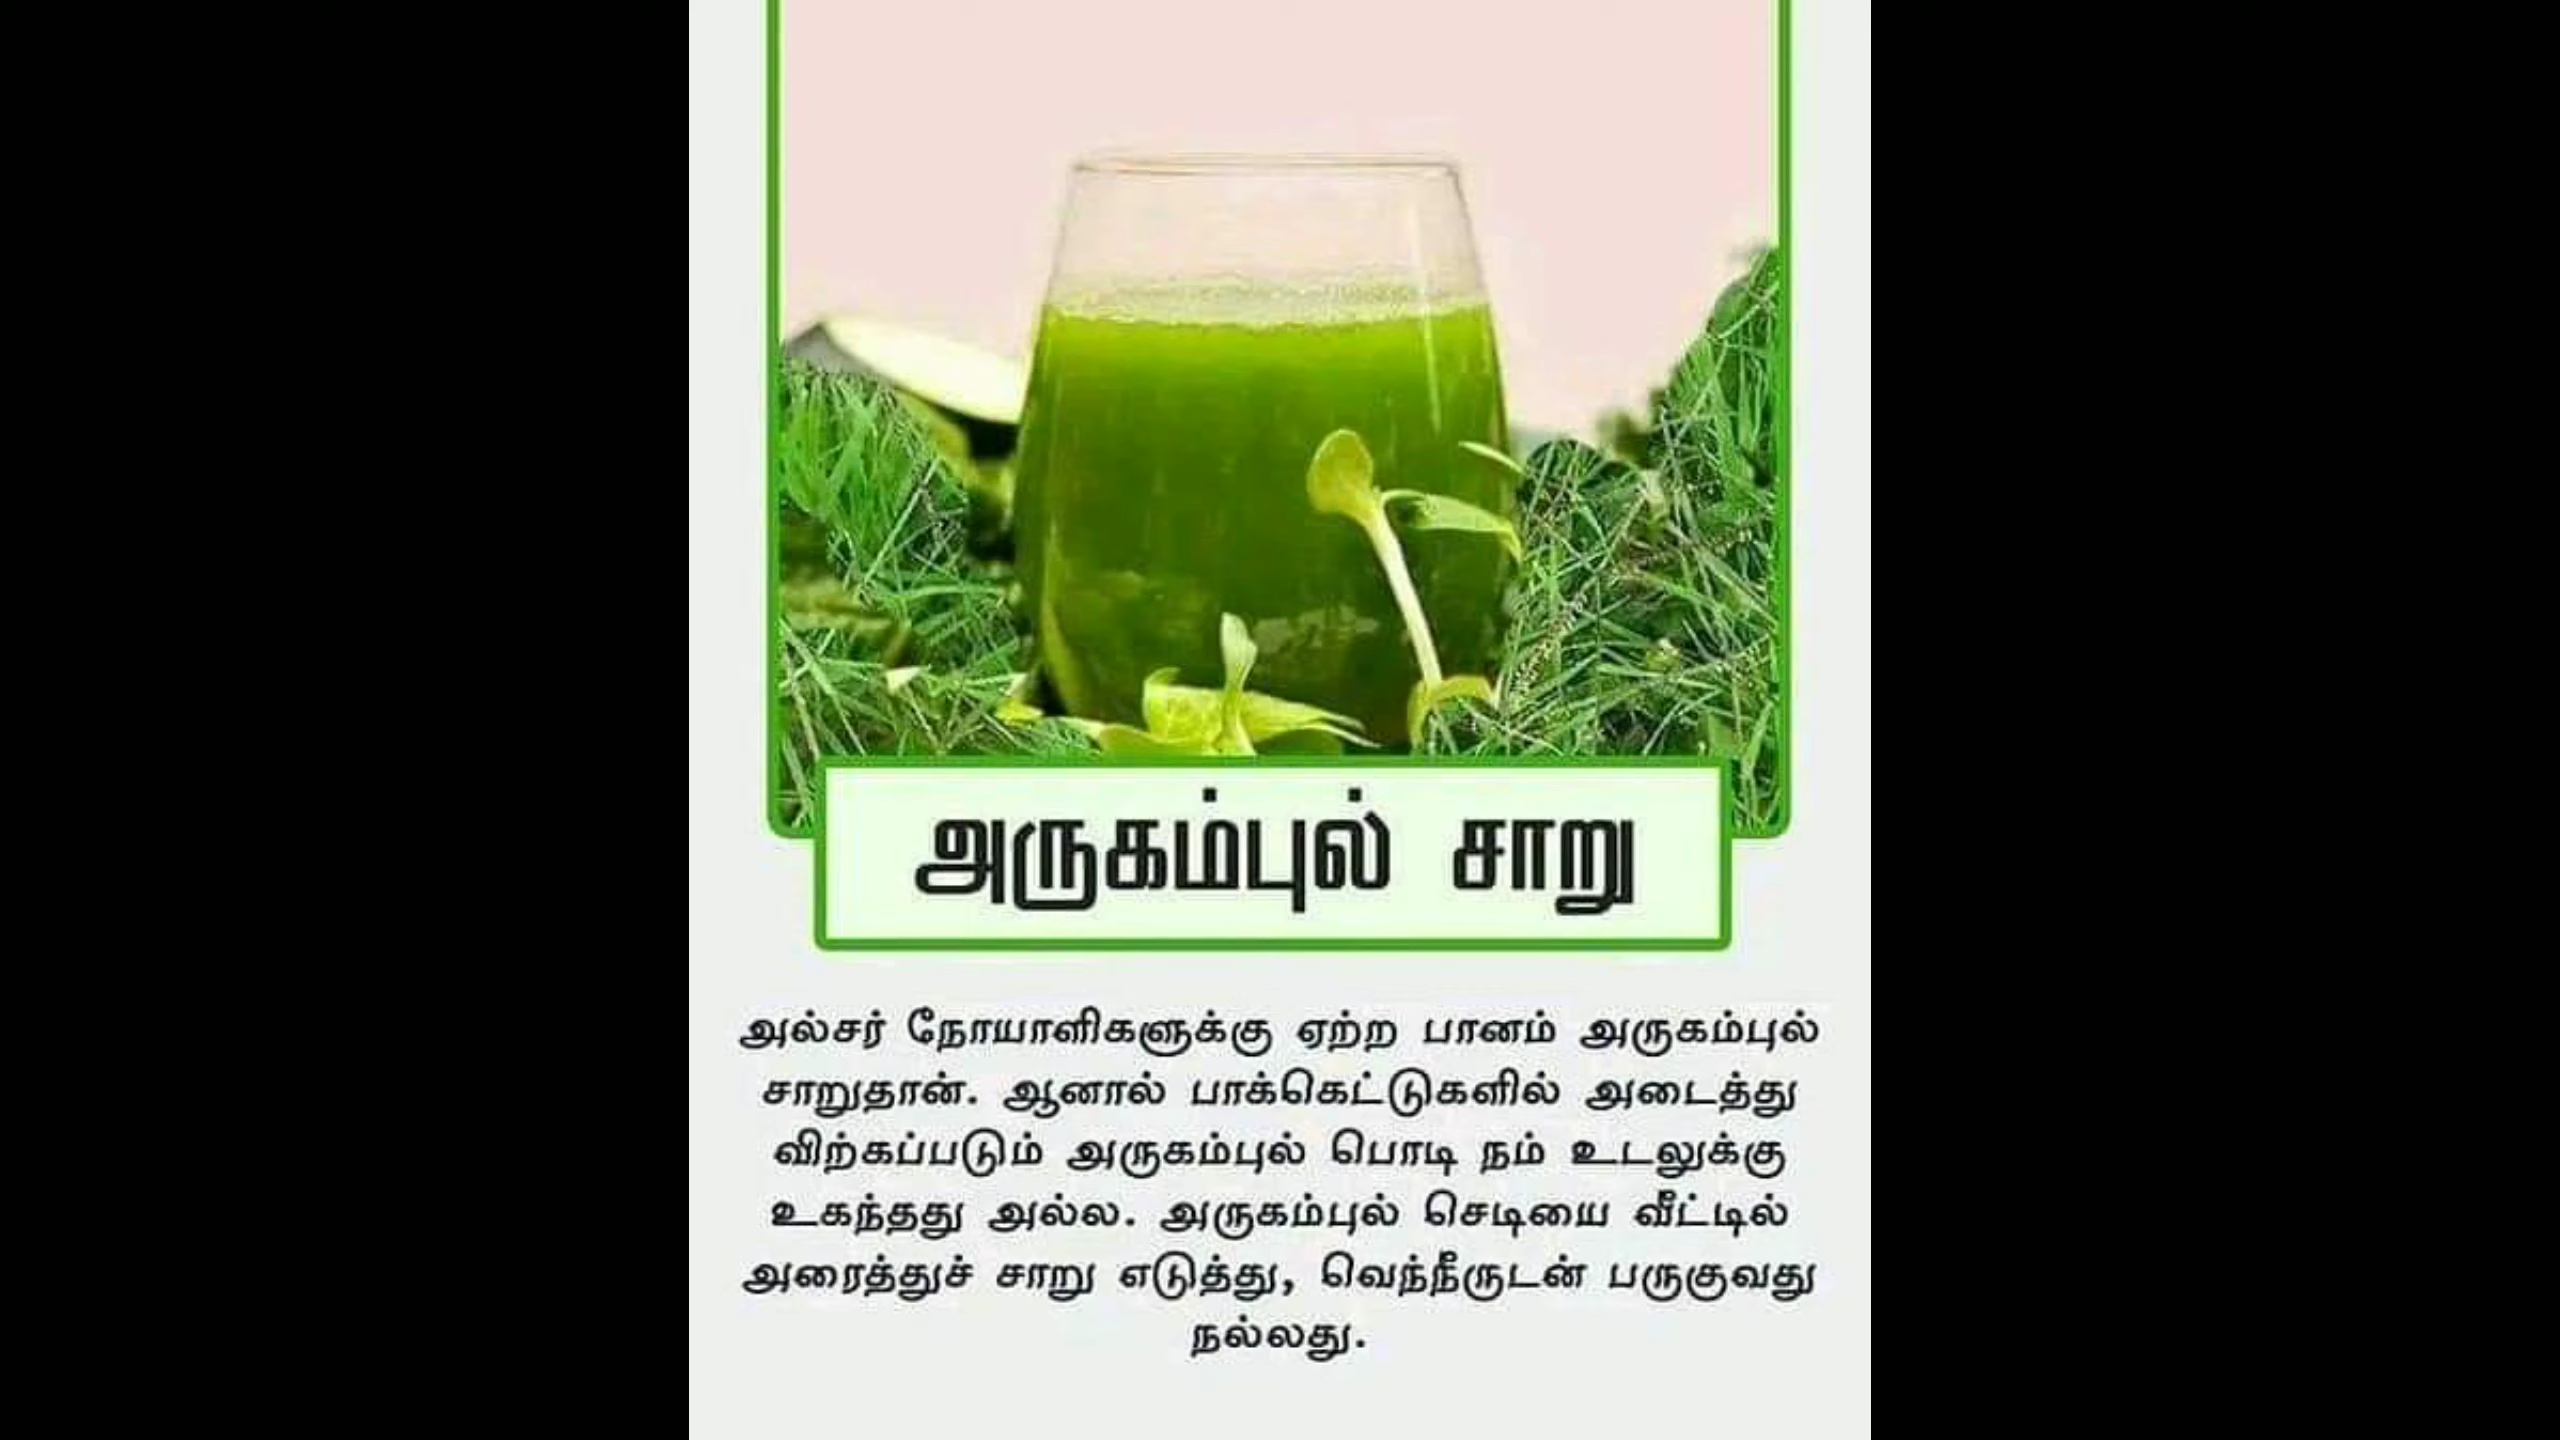 அருகம்புல் சாறு
அல்சர் நோயாளிகளுக்கு ஏற்ற பானம் அருகம்புல்
சாறுதான். ஆனால் பாக்கெட்டுகளில் அடைத்து
விற்கப்படும் அருகம்புல் பொடி நம் உடலுக்கு
உகந்தது அல்ல. அருகம்புல் செடியை வீட்டில்
அரைத்துச் சாறு எடுத்து, வெந்நீருடன் பருகுவது
நல்லது.